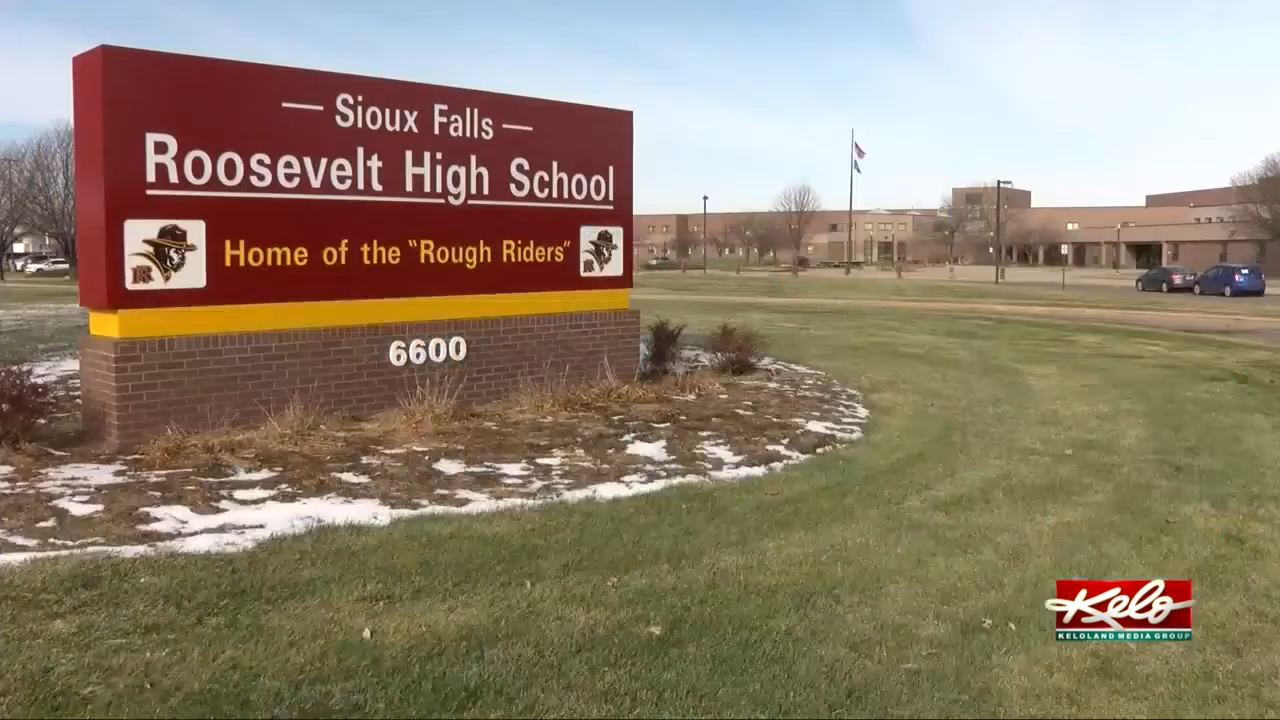 — Sioux Falls —
Roosevelt High School
R Home of the "Rough Riders" R
6600
Kelo
KELOLAND MEDIA GROUP